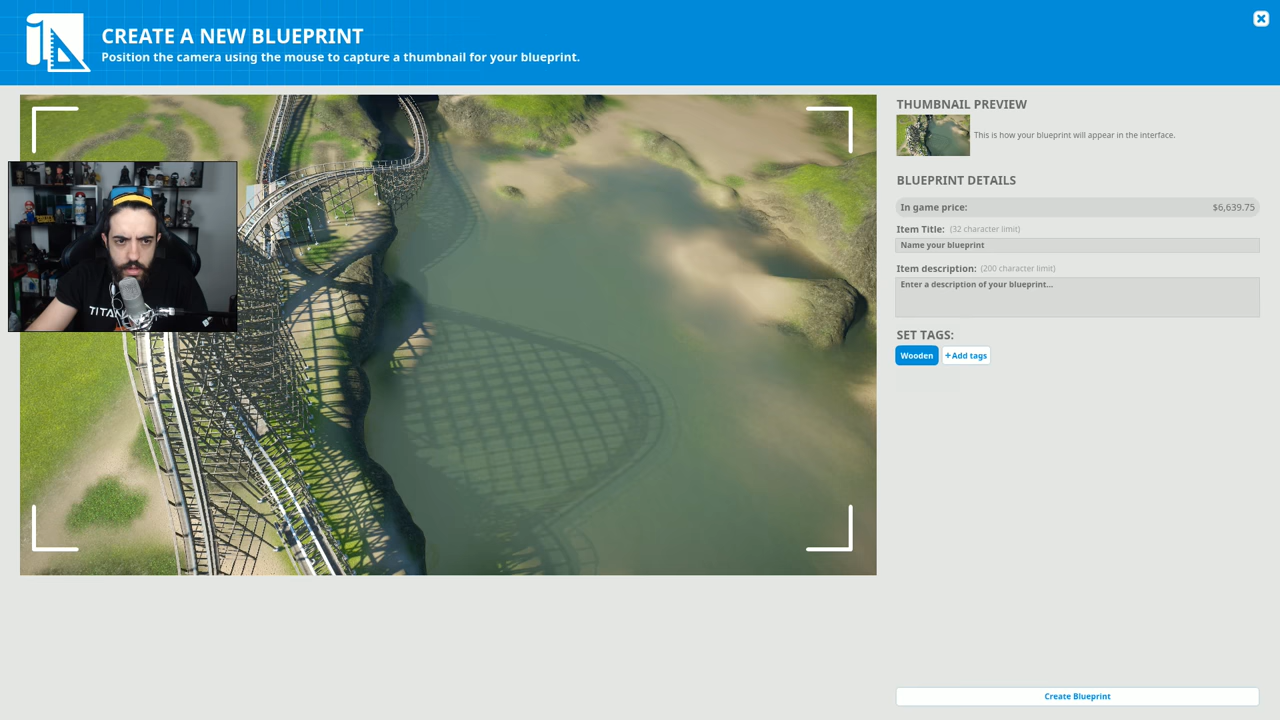 CREATE A NEW BLUEPRINT
Position the camera using the mouse to capture a thumbnail for your blueprint.
THUMBNAIL PREVIEW
This is how your blueprint will appear in the interface.
BLUEPRINT DETAILS
In game price: $6,639.75
Item Title: (32 character limit)
Name your blueprint
Item description: (200 character limit)
Enter a description of your blueprint...
SET TAGS:
Wooden + Add tags
TITAN
Create Blueprint